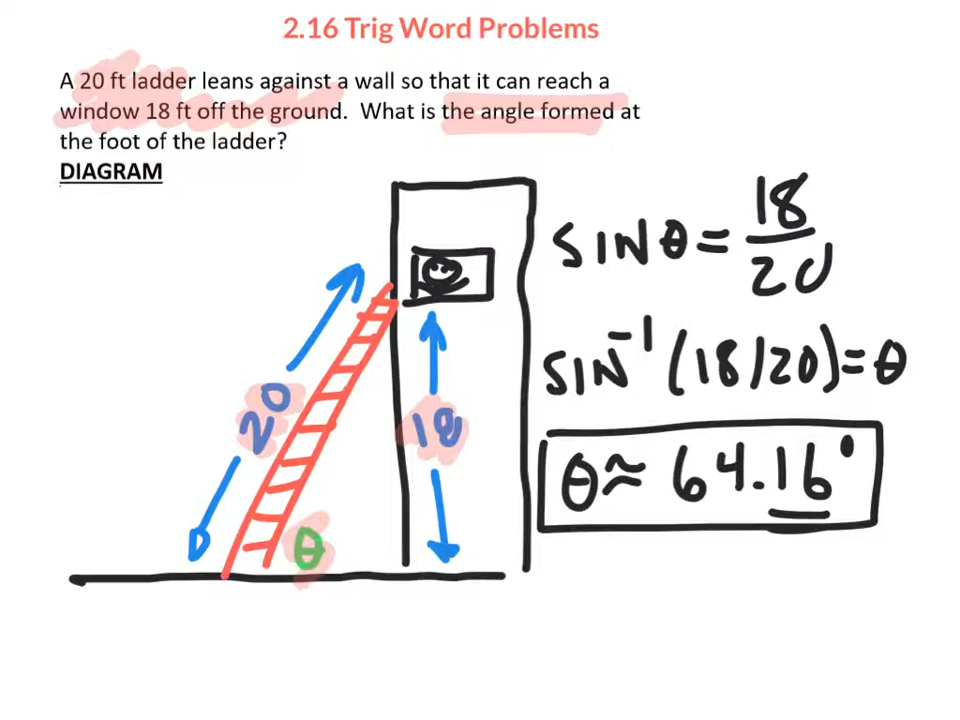 2.16 Trig Word Problems
A 20 ft ladder leans against a wall so that it can reach a
window 18 ft off the ground.  What is the angle formed at
the foot of the ladder?
DIAGRAM
20
18
θ
SIN θ = 18/20
SIN⁻¹ (18/20) = θ
θ ≈ 64.16°